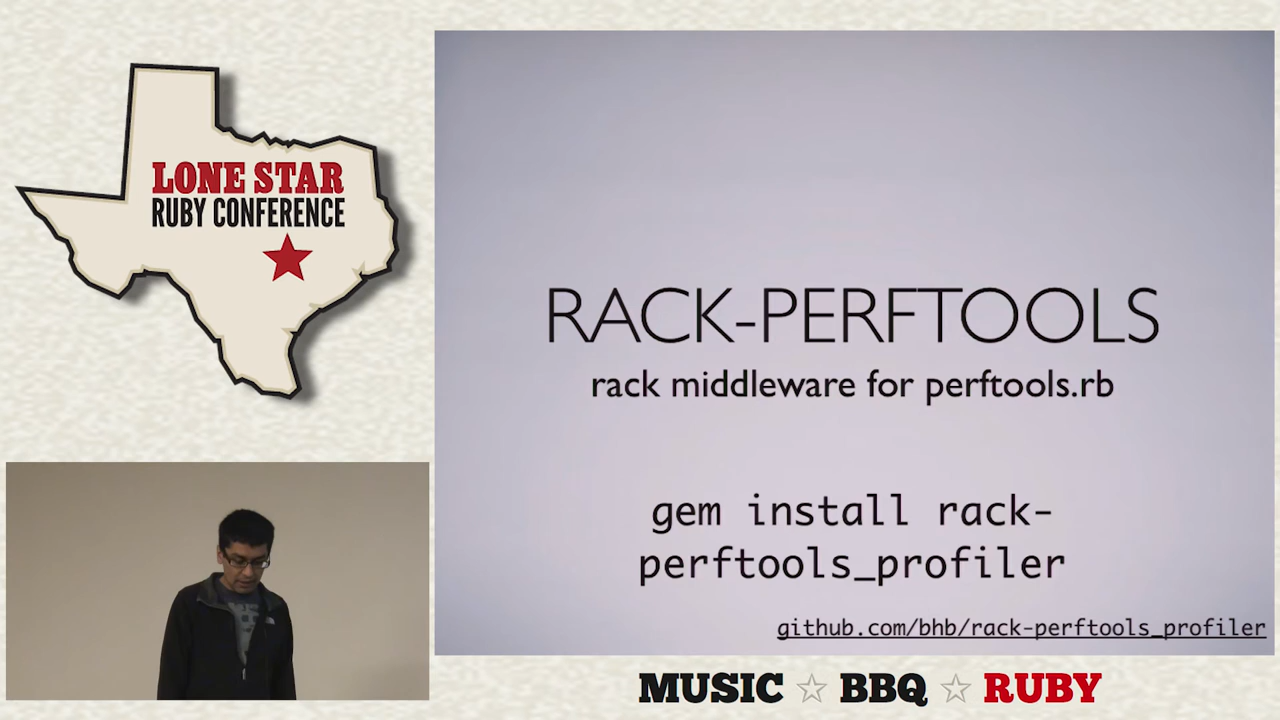 LONE STAR
RUBY CONFERENCE
RACK-PERFTOOLS
rack middleware for perftools.rb
gem install rack-
perftools_profiler
github.com/bhb/rack-perftools_profiler
MUSIC ☆ BBQ ☆ RUBY